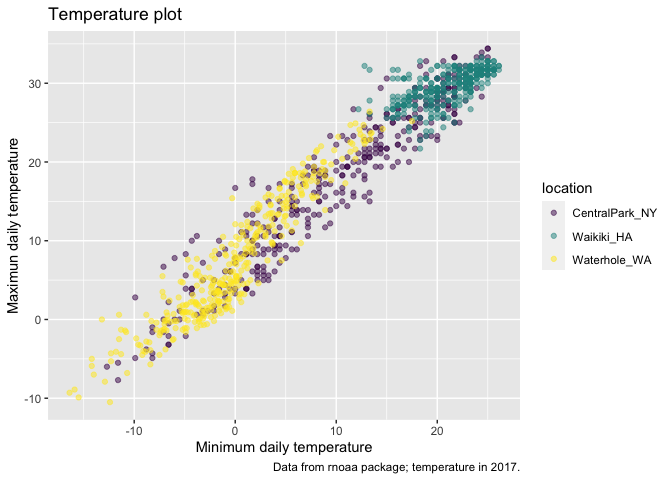 Temperature plot
Maximun daily temperature
30
20
10
0
-10
-10
0
10
20
Minimum daily temperature
location
CentralPark_NY
Waikiki_HA
Waterhole_WA
Data from rnoaa package; temperature in 2017.